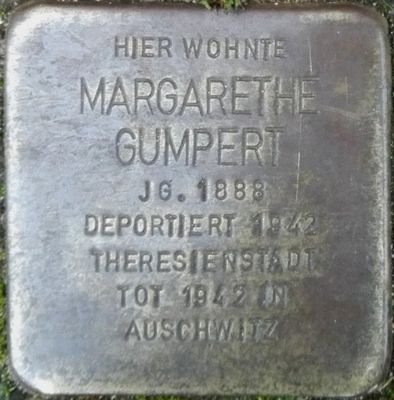 HIER WOHNTE
MARGARETHE
GUMPERT
JG. 1888
DEPORTIERT 1942
THERESIENSTADT
TOT 1942 IN
AUSCHWITZ